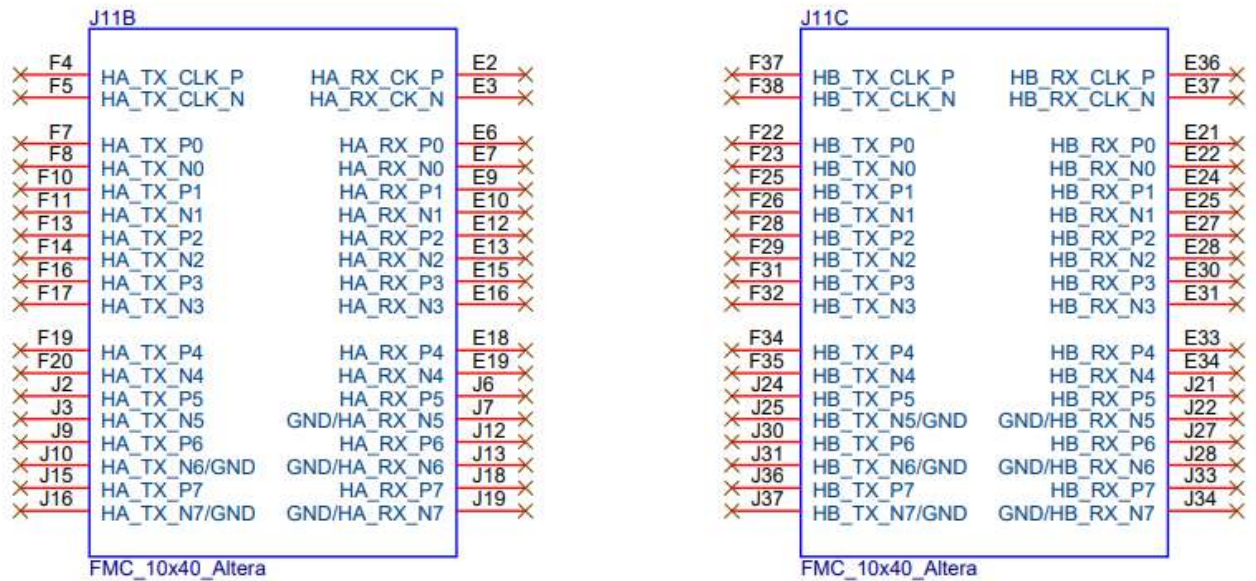 J11B
F4 HA_TX_CLK_P HA_RX_CK_P E2
F5 HA_TX_CLK_N HA_RX_CK_N E3
F7 HA_TX_P0 HA_RX_P0 E6
F8 HA_TX_N0 HA_RX_N0 E7
F10 HA_TX_P1 HA_RX_P1 E9
F11 HA_TX_N1 HA_RX_N1 E10
F13 HA_TX_P2 HA_RX_P2 E12
F14 HA_TX_N2 HA_RX_N2 E13
F16 HA_TX_P3 HA_RX_P3 E15
F17 HA_TX_N3 HA_RX_N3 E16
F19 HA_TX_P4 HA_RX_P4 E18
F20 HA_TX_N4 HA_RX_N4 E19
J2 HA_TX_P5 HA_RX_P5 J6
J3 HA_TX_N5 GND/HA_RX_N5 J7
J9 HA_TX_P6 HA_RX_P6 J12
J10 HA_TX_N6/GND GND/HA_RX_N6 J13
J15 HA_TX_P7 HA_RX_P7 J18
J16 HA_TX_N7/GND GND/HA_RX_N7 J19
FMC_10x40_Altera
J11C
F37 HB_TX_CLK_P HB_RX_CLK_P E36
F38 HB_TX_CLK_N HB_RX_CLK_N E37
F22 HB_TX_P0 HB_RX_P0 E21
F23 HB_TX_N0 HB_RX_N0 E22
F25 HB_TX_P1 HB_RX_P1 E24
F26 HB_TX_N1 HB_RX_N1 E25
F28 HB_TX_P2 HB_RX_P2 E27
F29 HB_TX_N2 HB_RX_N2 E28
F31 HB_TX_P3 HB_RX_P3 E30
F32 HB_TX_N3 HB_RX_N3 E31
F34 HB_TX_P4 HB_RX_P4 E33
F35 HB_TX_N4 HB_RX_N4 E34
J24 HB_TX_P5 HB_RX_P5 J21
J25 HB_TX_N5/GND GND/HB_RX_N5 J22
J30 HB_TX_P6 HB_RX_P6 J27
J31 HB_TX_N6/GND GND/HB_RX_N6 J28
J36 HB_TX_P7 HB_RX_P7 J33
J37 HB_TX_N7/GND GND/HB_RX_N7 J34
FMC_10x40_Altera